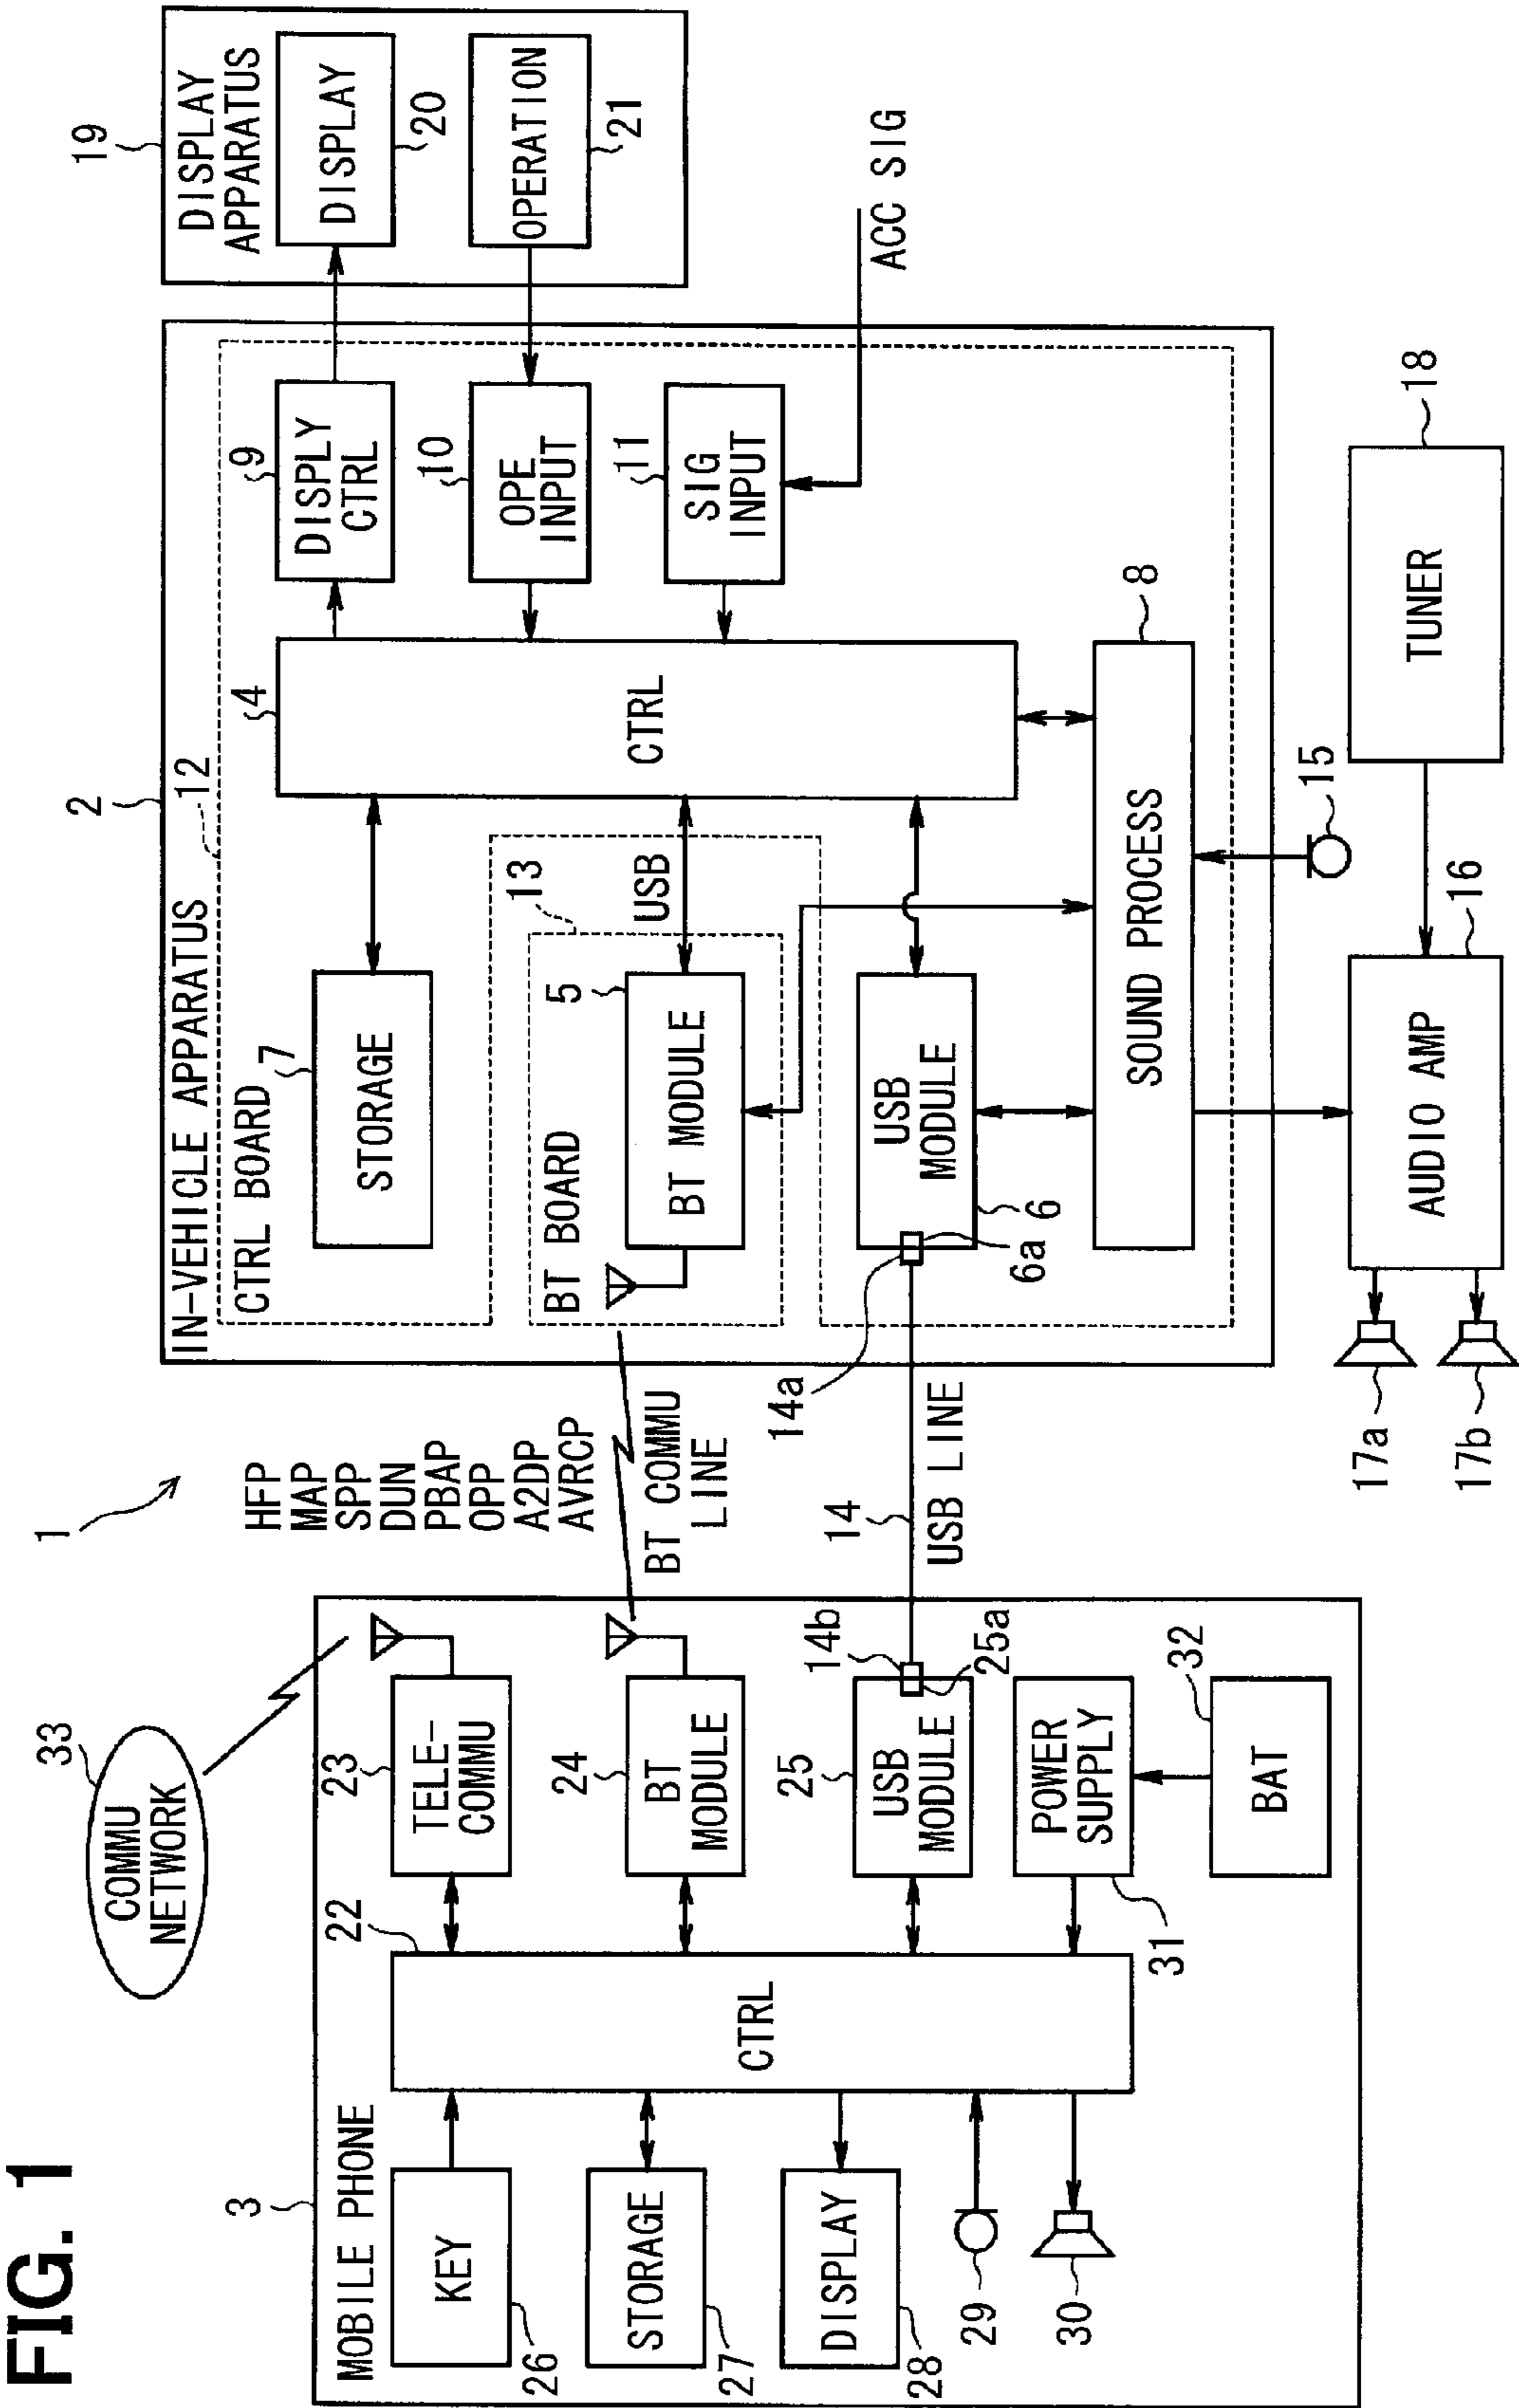 FIG. 1
1
33
COMMU
NETWORK
3
MOBILE PHONE
22
CTRL
KEY
26
STORAGE
27
DISPLAY
28
29
30
23
TELE-
COMMU
24
BT
MODULE
25
USB
MODULE
14b
25a
POWER
SUPPLY
31
32
BAT
HFP
MAP
SPP
DUN
PBAP
OPP
A2DP
AVRCP
BT COMMU
LINE
14
USB LINE
14a
2
IN-VEHICLE APPARATUS
12
CTRL BOARD
7
STORAGE
4
CTRL
13
BT BOARD
5
BT MODULE
USB
USB
MODULE
6
6a
8
SOUND PROCESS
9
DISPLY
CTRL
10
OPE
INPUT
11
SIG
INPUT
ACC SIG
19
DISPLAY
APPARATUS
DISPLAY
20
OPERATION
21
15
16
AUDIO AMP
17a
17b
18
TUNER